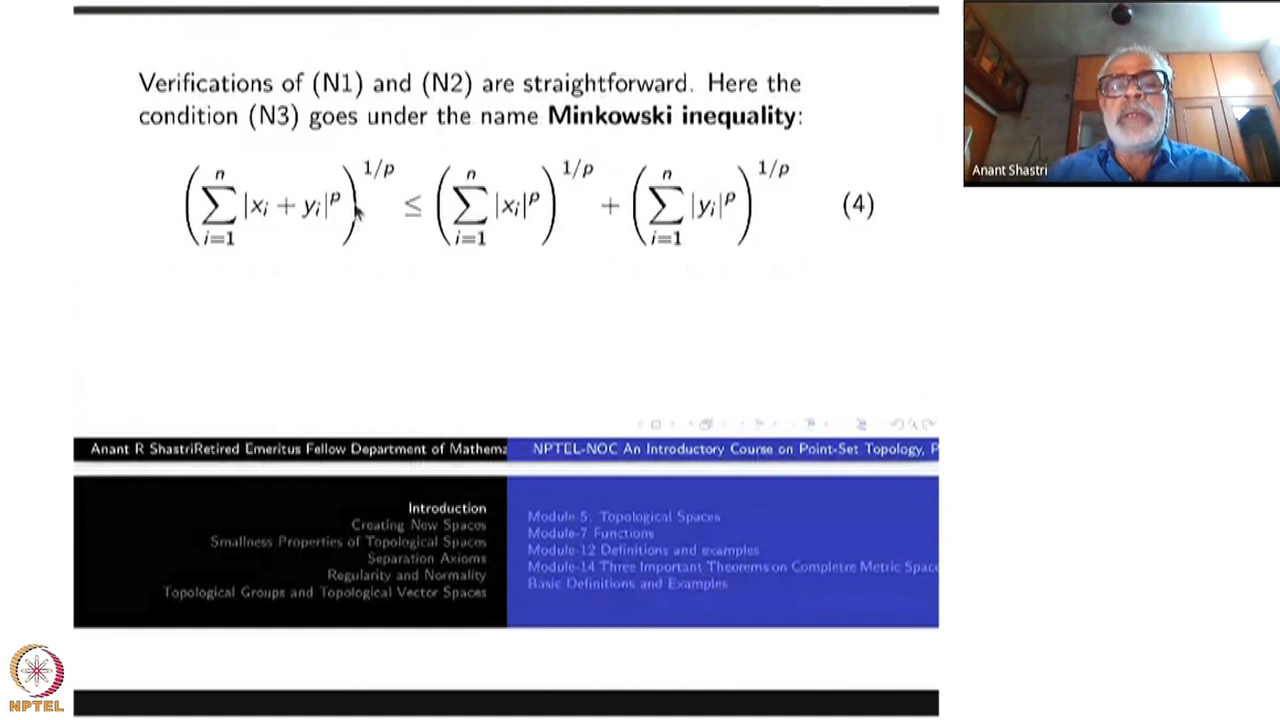 Verifications of (N1) and (N2) are straightforward. Here the
condition (N3) goes under the name Minkowski inequality:
(∑_{i=1}^{n} |x_i + y_i|^p)^{1/p} ≤ (∑_{i=1}^{n} |x_i|^p)^{1/p} + (∑_{i=1}^{n} |y_i|^p)^{1/p} (4)
Anant Shastri
Anant R ShastriRetired Emeritus Fellow Department of Mathema
NPTEL-NOC An Introductory Course on Point-Set Topology, P
Introduction
Creating New Spaces
Smallness Properties of Topological Spaces
Separation Axioms
Regularity and Normality
Topological Groups and Topological Vector Spaces
Module 5: Topological Spaces
Module-7 Functions
Module-12 Definitions and examples
Module-14 Three Important Theorems on Completre Metric Space
Basic Definitions and Examples
NPTEL